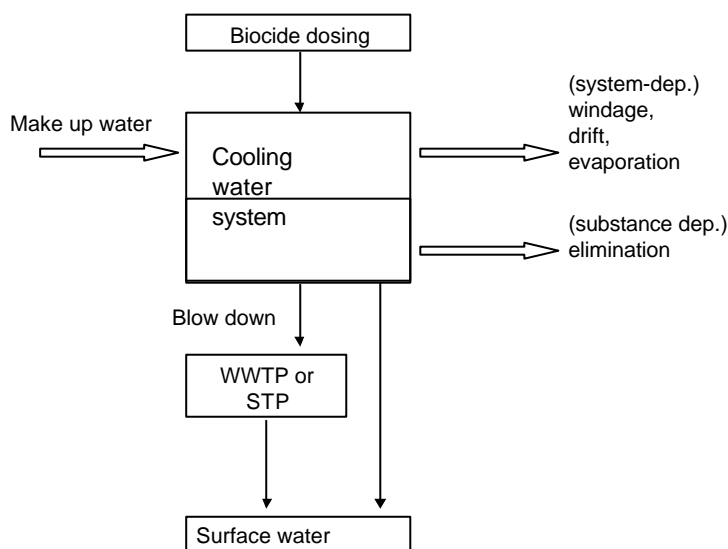 Biocide dosing
(system-dep.)
windage,
drift,
evaporation
Make up water
Cooling
water
system
(substance dep.)
elimination
Blow down
WWTP or
STP
Surface water